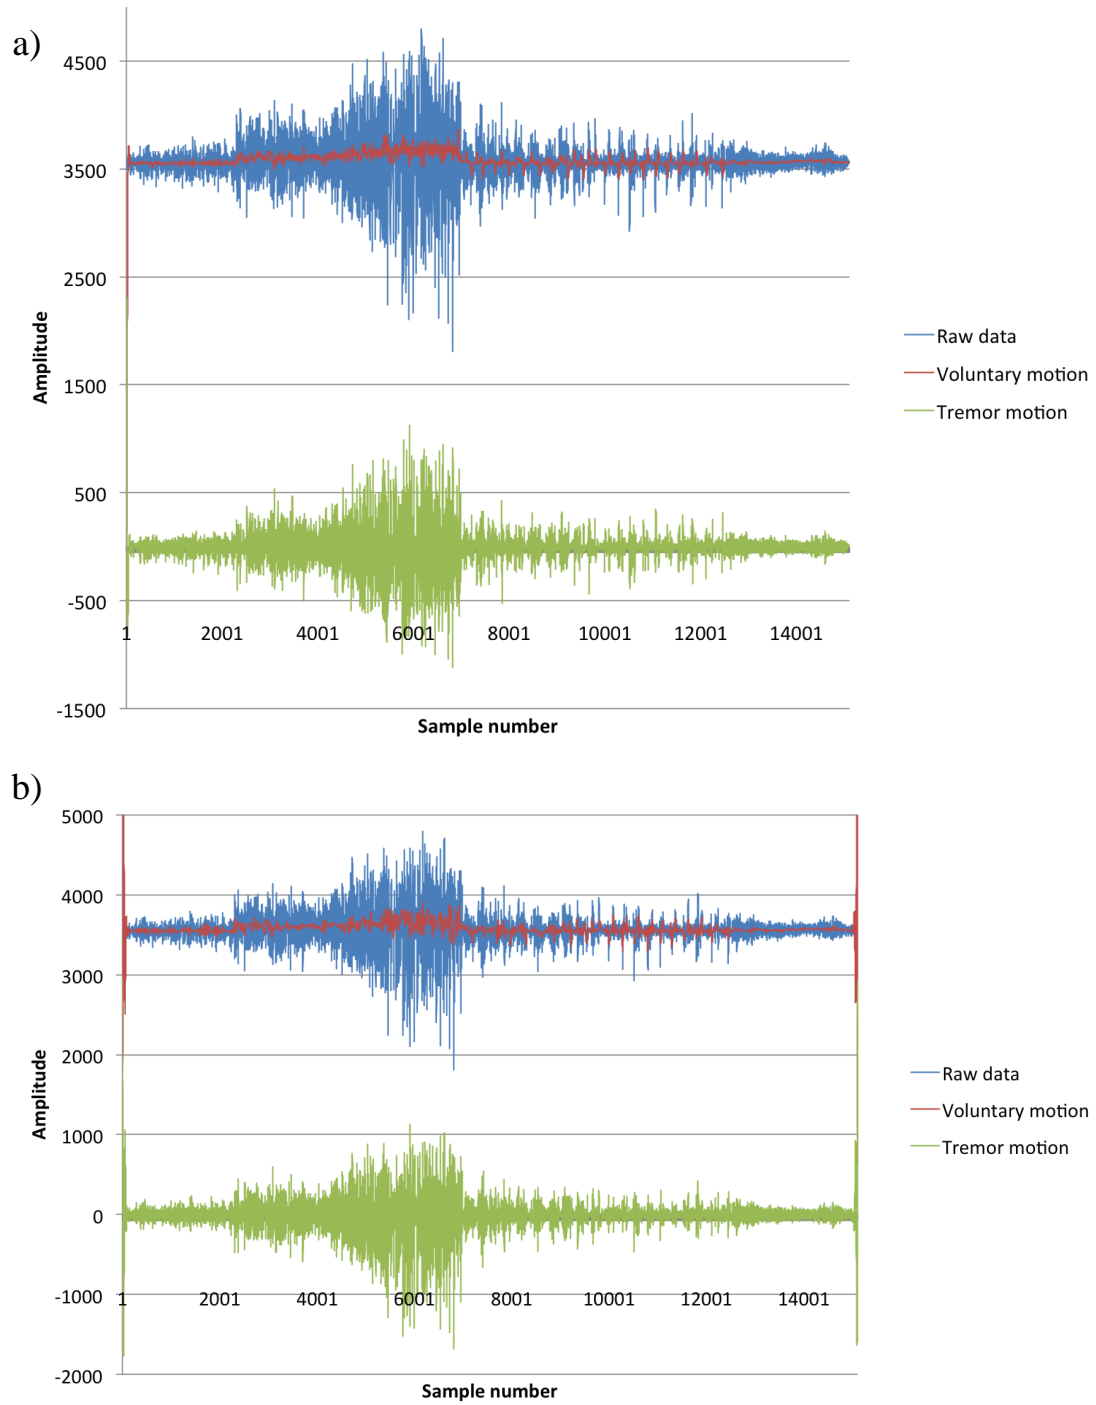 a)
4500
3500
2500
1500
500
-500
-1500
Amplitude
1 2001 4001 6001 8001 10001 12001 14001
Sample number
Raw data
Voluntary motion
Tremor motion
b)
5000
4000
3000
2000
1000
0
-1000
-2000
Amplitude
1 2001 4001 6001 8001 10001 12001 14001
Sample number
Raw data
Voluntary motion
Tremor motion